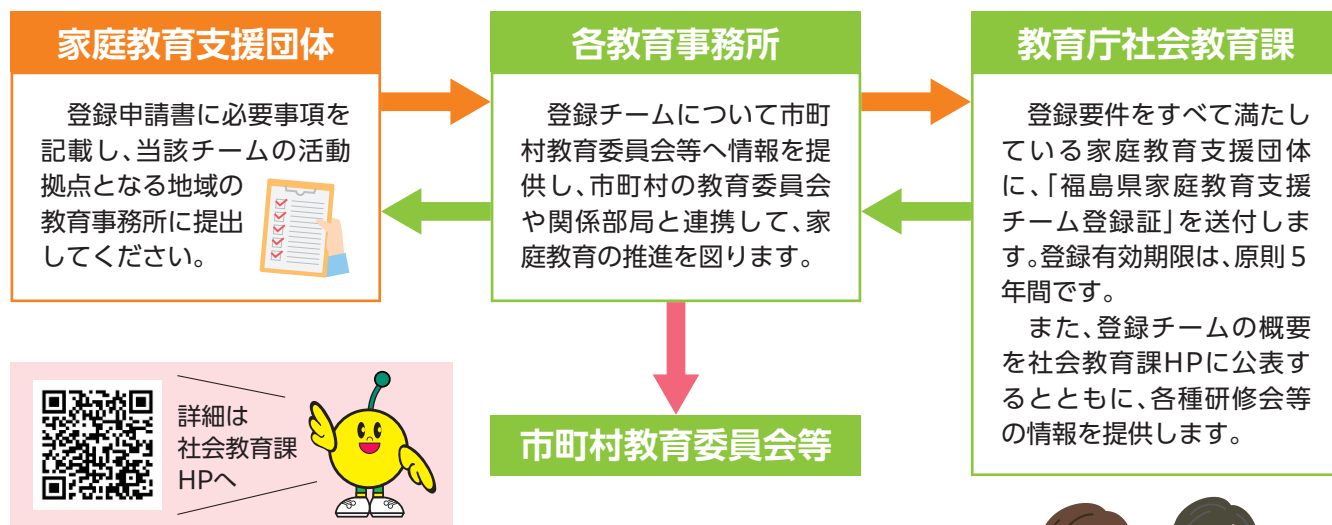 家庭教育支援団体
登録申請書に必要事項を
記載し、当該チームの活動
拠点となる地域の
教育事務所に提出
してください。
各教育事務所
登録チームについて市町
村教育委員会等へ情報を提
供し、市町村の教育委員会
や関係部局と連携して、家
庭教育の推進を図ります。
教育庁社会教育課
登録要件をすべて満たし
ている家庭教育支援団体
に、「福島県家庭教育支援
チーム登録証」を送付しま
す。登録有効期限は、原則5
年間です。
また、登録チームの概要
を社会教育課HPに公表す
るとともに、各種研修会等
の情報を提供します。
市町村教育委員会等
詳細は
社会教育課
HPへ